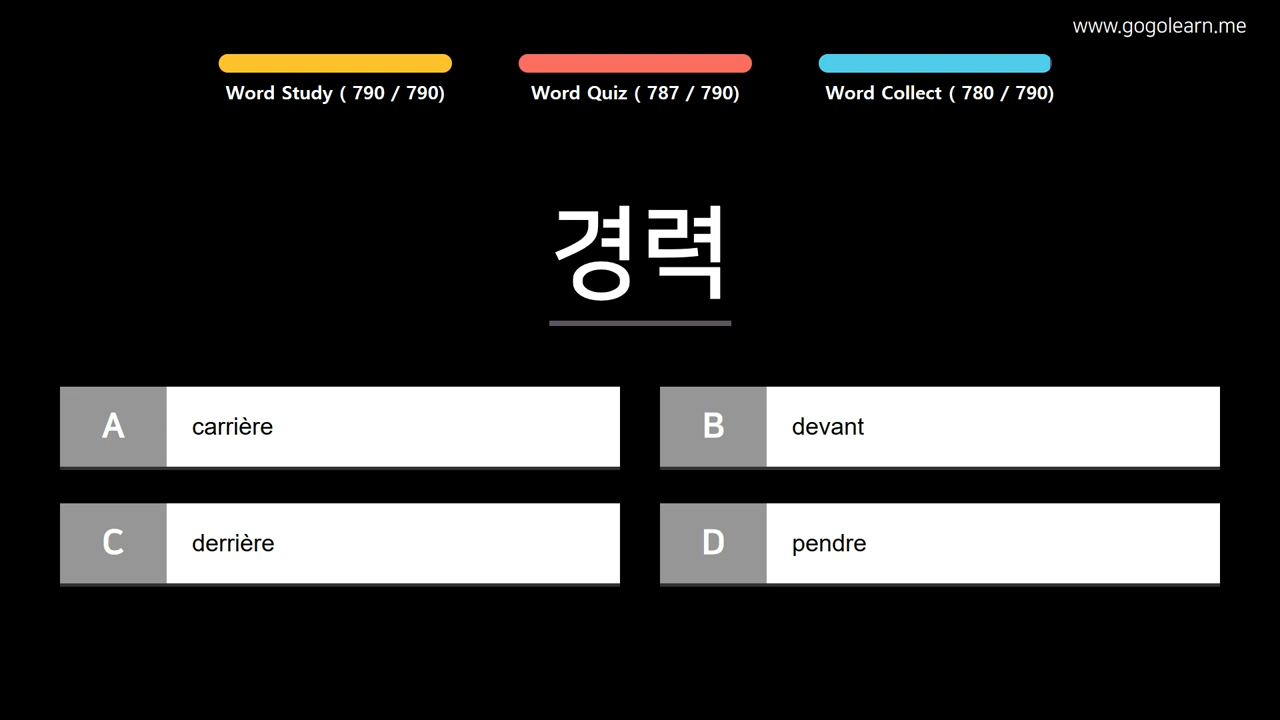 www.gogolearn.me
Word Study ( 790 / 790)
Word Quiz ( 787 / 790)
Word Collect ( 780 / 790)
경력
A carrière
B devant
C derrière
D pendre